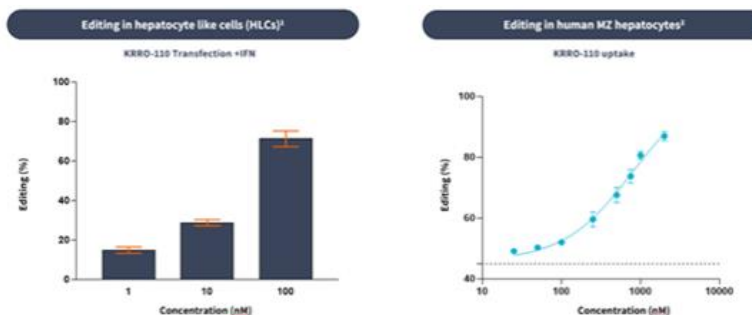 Editing in hepatocyte like cells (HLCs)²
KRRO-110 Transfection +IFN
100
80
60
40
20
0
Editing (%)
1
10
100
Concentration (nM)
Editing in human MZ hepatocytes²
KRRO-110 uptake
100
80
60
40
Editing (%)
10
100
1000
10000
Concentration (nM)